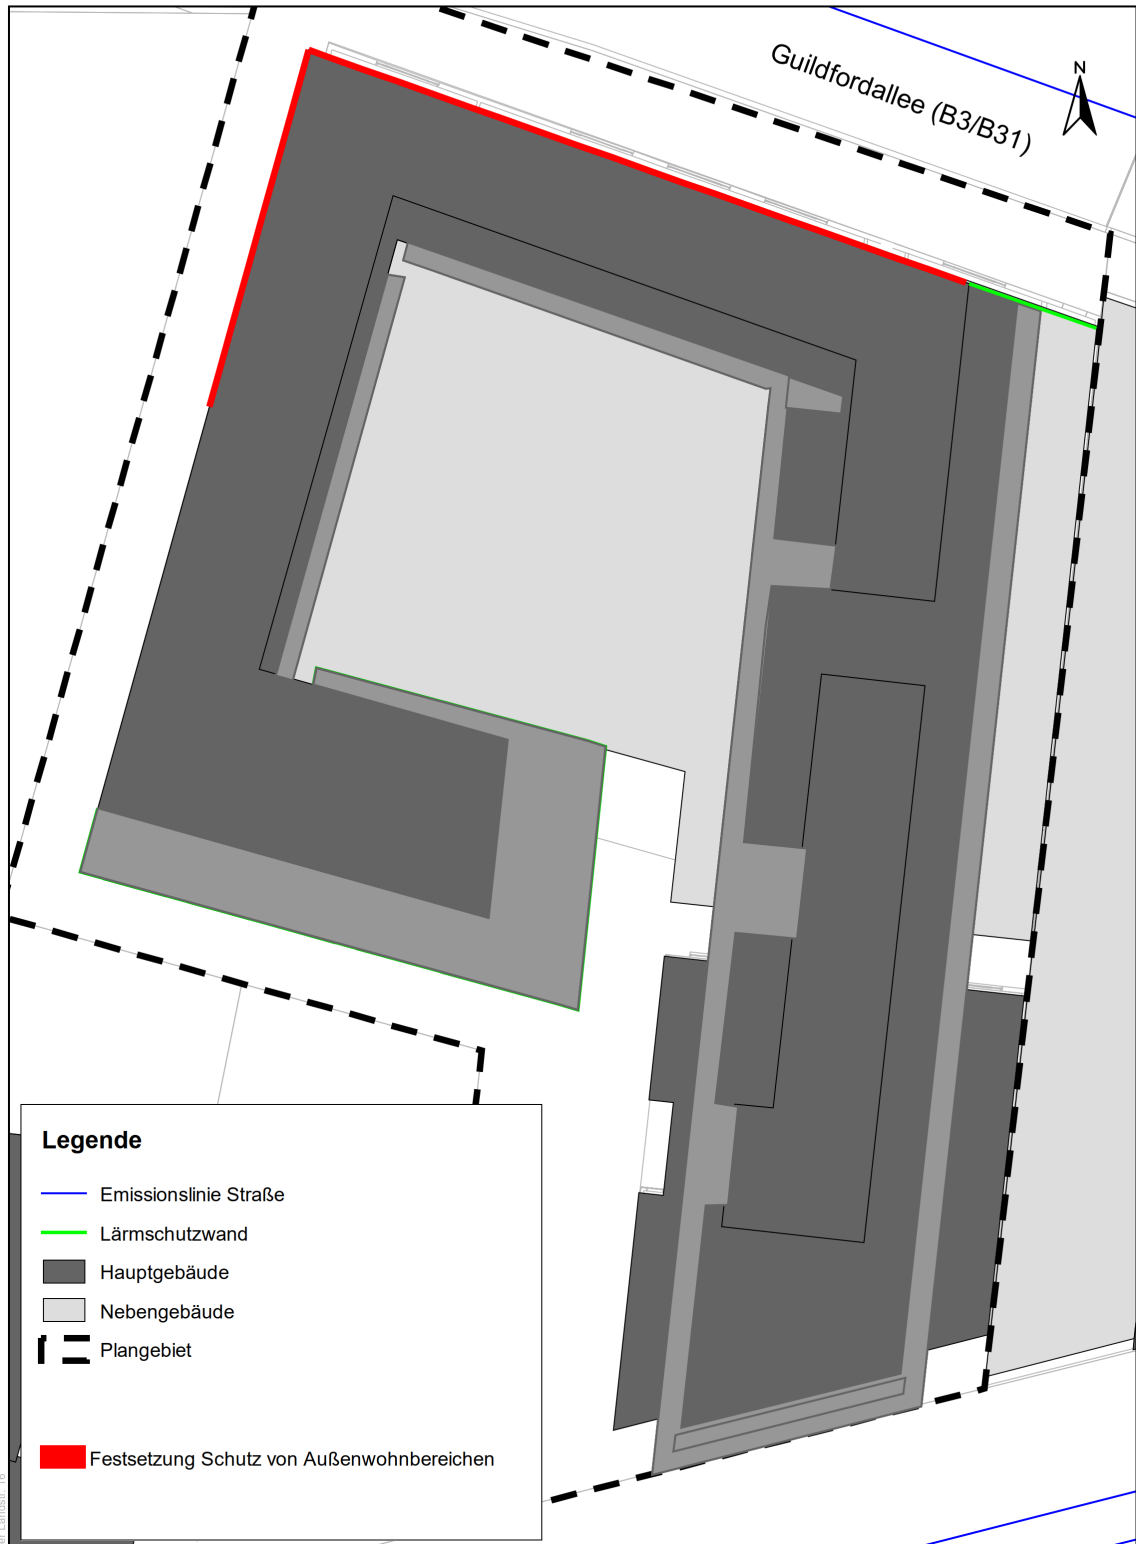 Guildfordallee (B3/B31)
N
Legende
Emissionslinie Straße
Lärmschutzwand
Hauptgebäude
Nebengebäude
Plangebiet
Festsetzung Schutz von Außenwohnbereichen